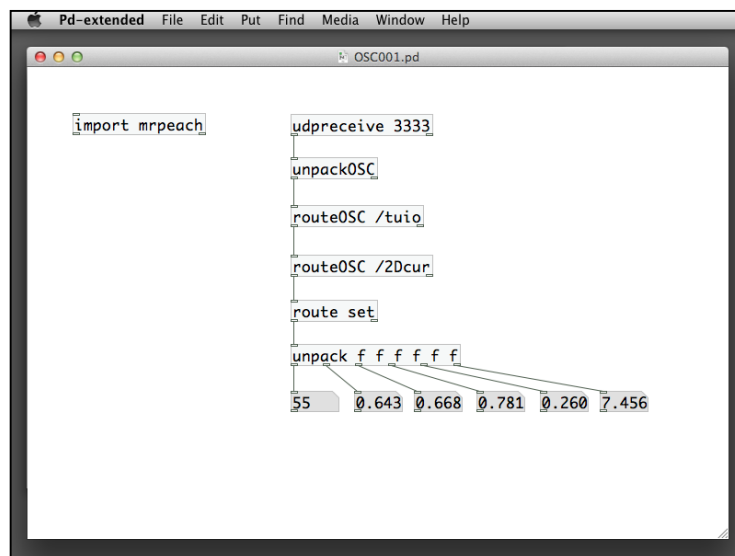 Pd-extended File Edit Put Find Media Window Help
OSC001.pd
import mrpeach
udpreceive 3333
unpackOSC
routeOSC /tuio
routeOSC /2Dcur
route set
unpack f f f f f f
55 0.643 0.668 0.781 0.260 7.456